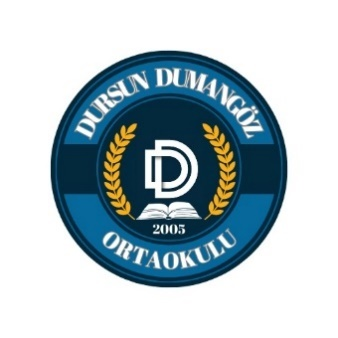 DURSUN DUMANGÖZ
DD
2005
ORTAOKULU